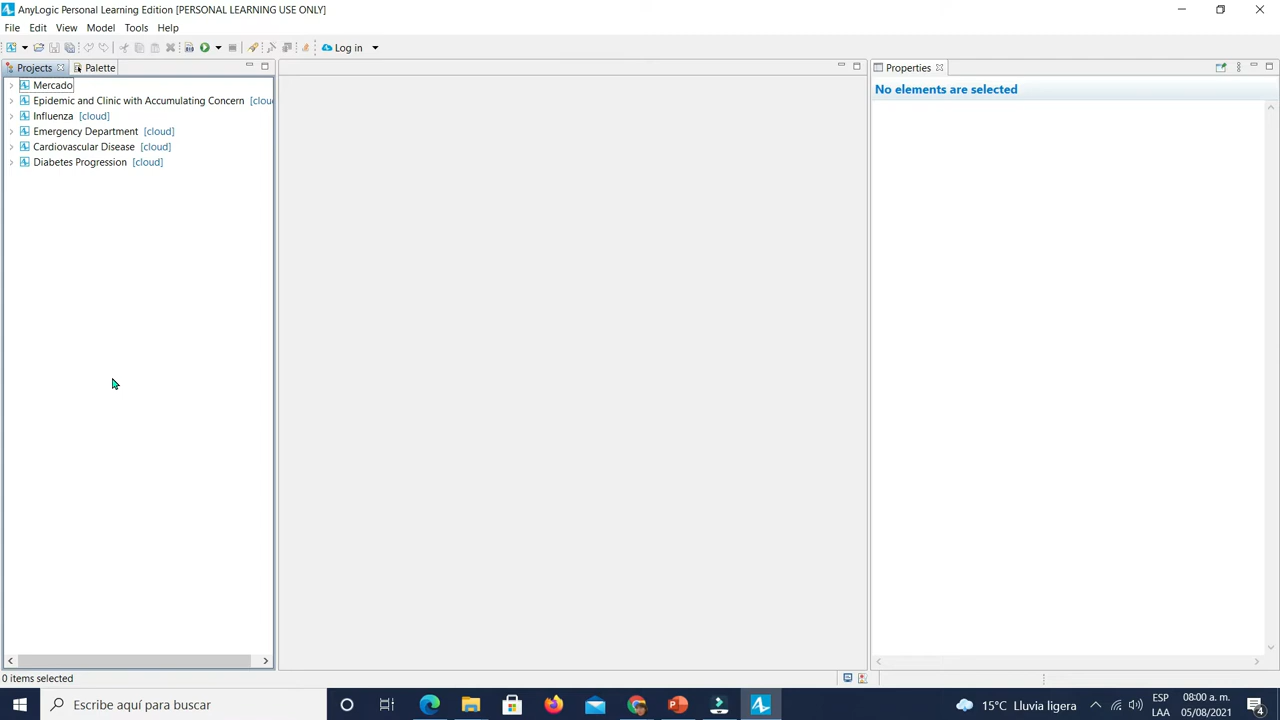 AnyLogic Personal Learning Edition [PERSONAL LEARNING USE ONLY]
File Edit View Model Tools Help
Log in
Projects Palette Properties
No elements are selected
Mercado
Epidemic and Clinic with Accumulating Concern [clou
Influenza [cloud]
Emergency Department [cloud]
Cardiovascular Disease [cloud]
Diabetes Progression [cloud]
0 items selected
Escribe aquí para buscar
15°C Lluvia ligera
ESP
LAA
08:00 a. m.
05/08/2021
4